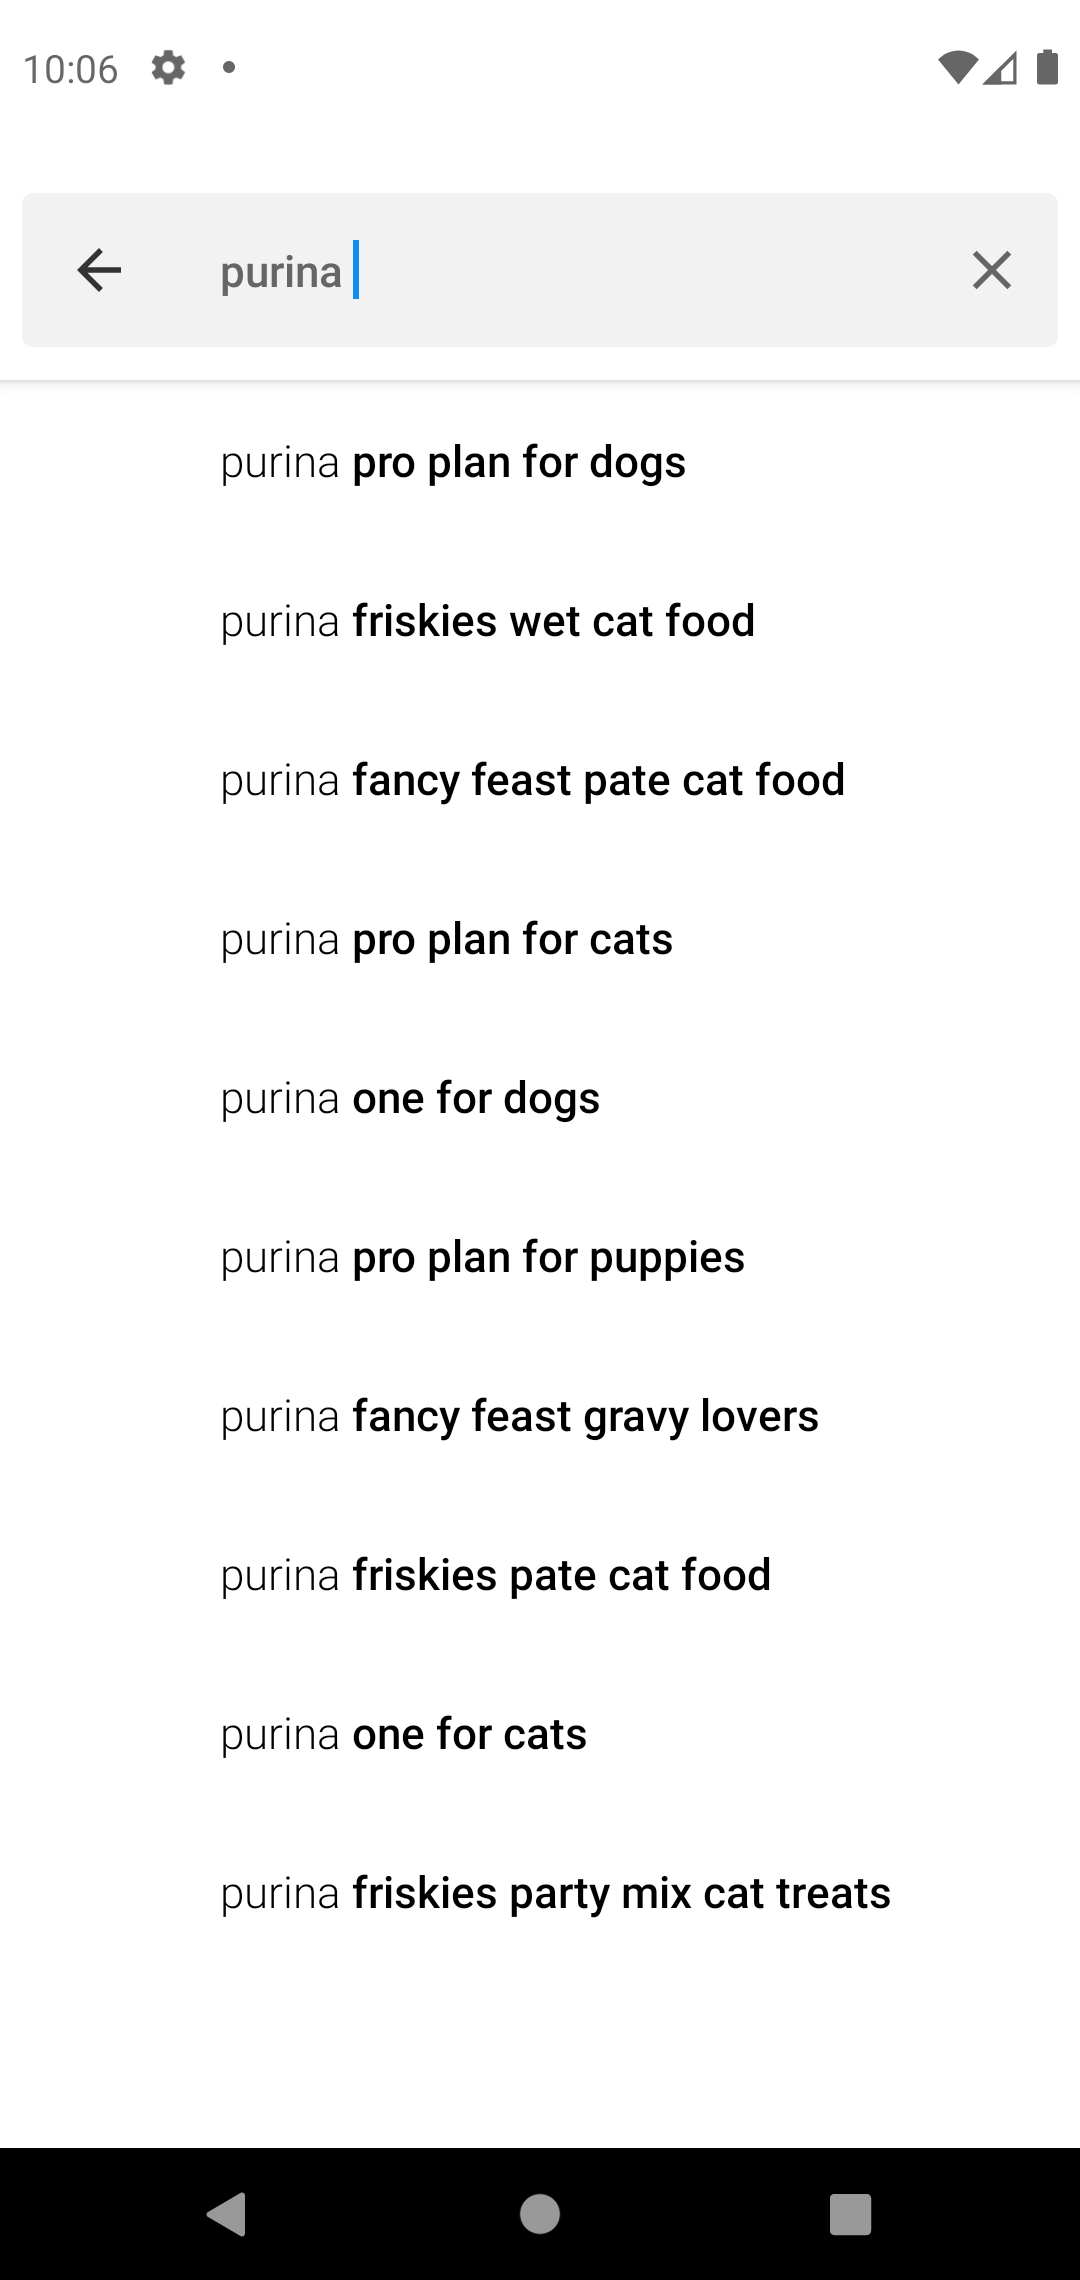 10:06
purina
purina pro plan for dogs
purina friskies wet cat food
purina fancy feast pate cat food
purina pro plan for cats
purina one for dogs
purina pro plan for puppies
purina fancy feast gravy lovers
purina friskies pate cat food
purina one for cats
purina friskies party mix cat treats